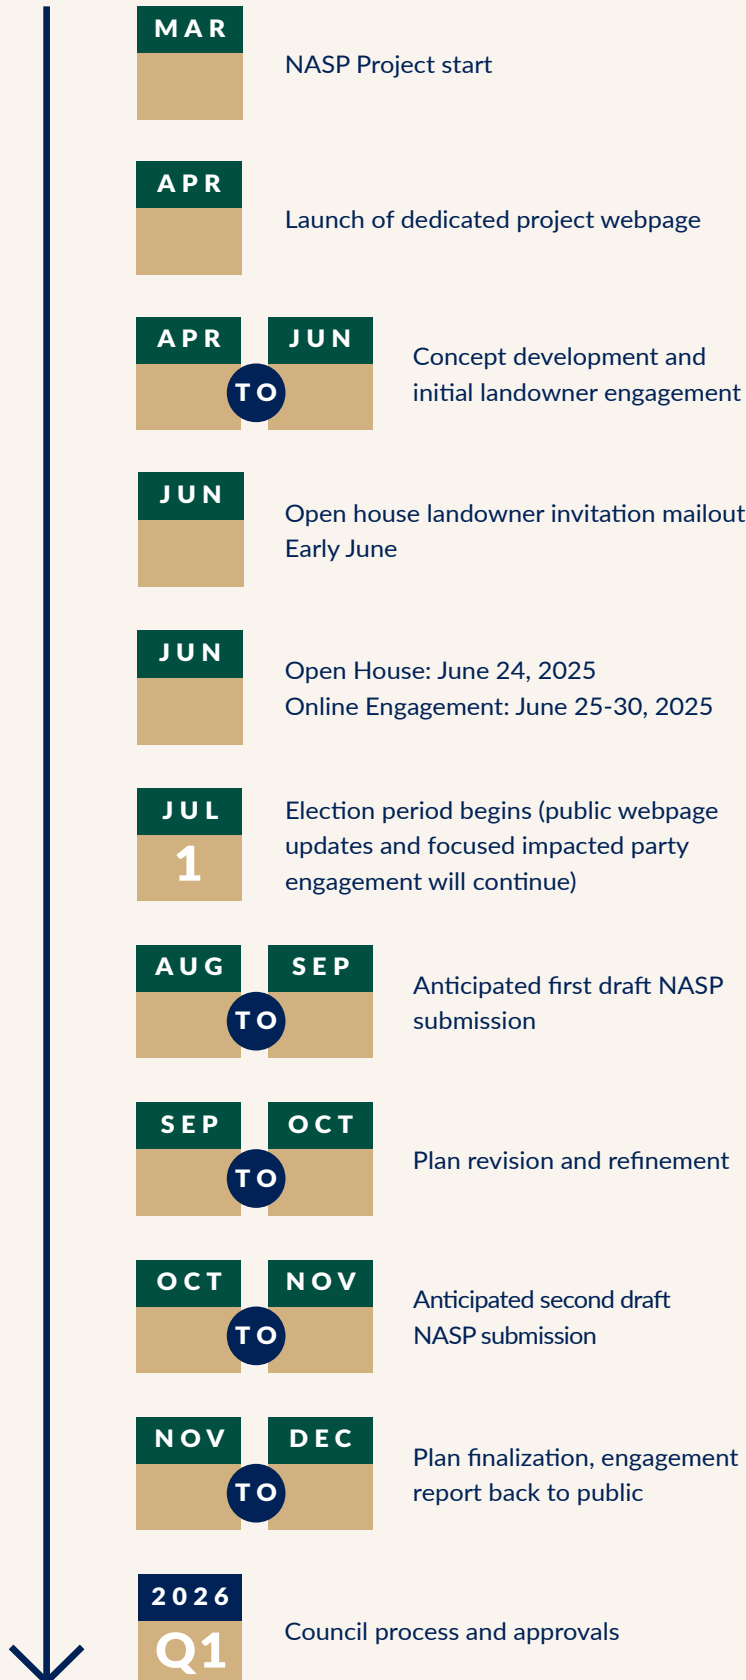 MAR
NASP Project start
APR
Launch of dedicated project webpage
APR
TO
JUN
Concept development and
initial landowner engagement
JUN
Open house landowner invitation mailout
Early June
JUN
Open House: June 24, 2025
Online Engagement: June 25-30, 2025
JUL
1
Election period begins (public webpage
updates and focused impacted party
engagement will continue)
AUG
TO
SEP
Anticipated first draft NASP
submission
SEP
TO
OCT
Plan revision and refinement
OCT
TO
NOV
Anticipated second draft
NASP submission
NOV
TO
DEC
Plan finalization, engagement
report back to public
2026
Q1
Council process and approvals